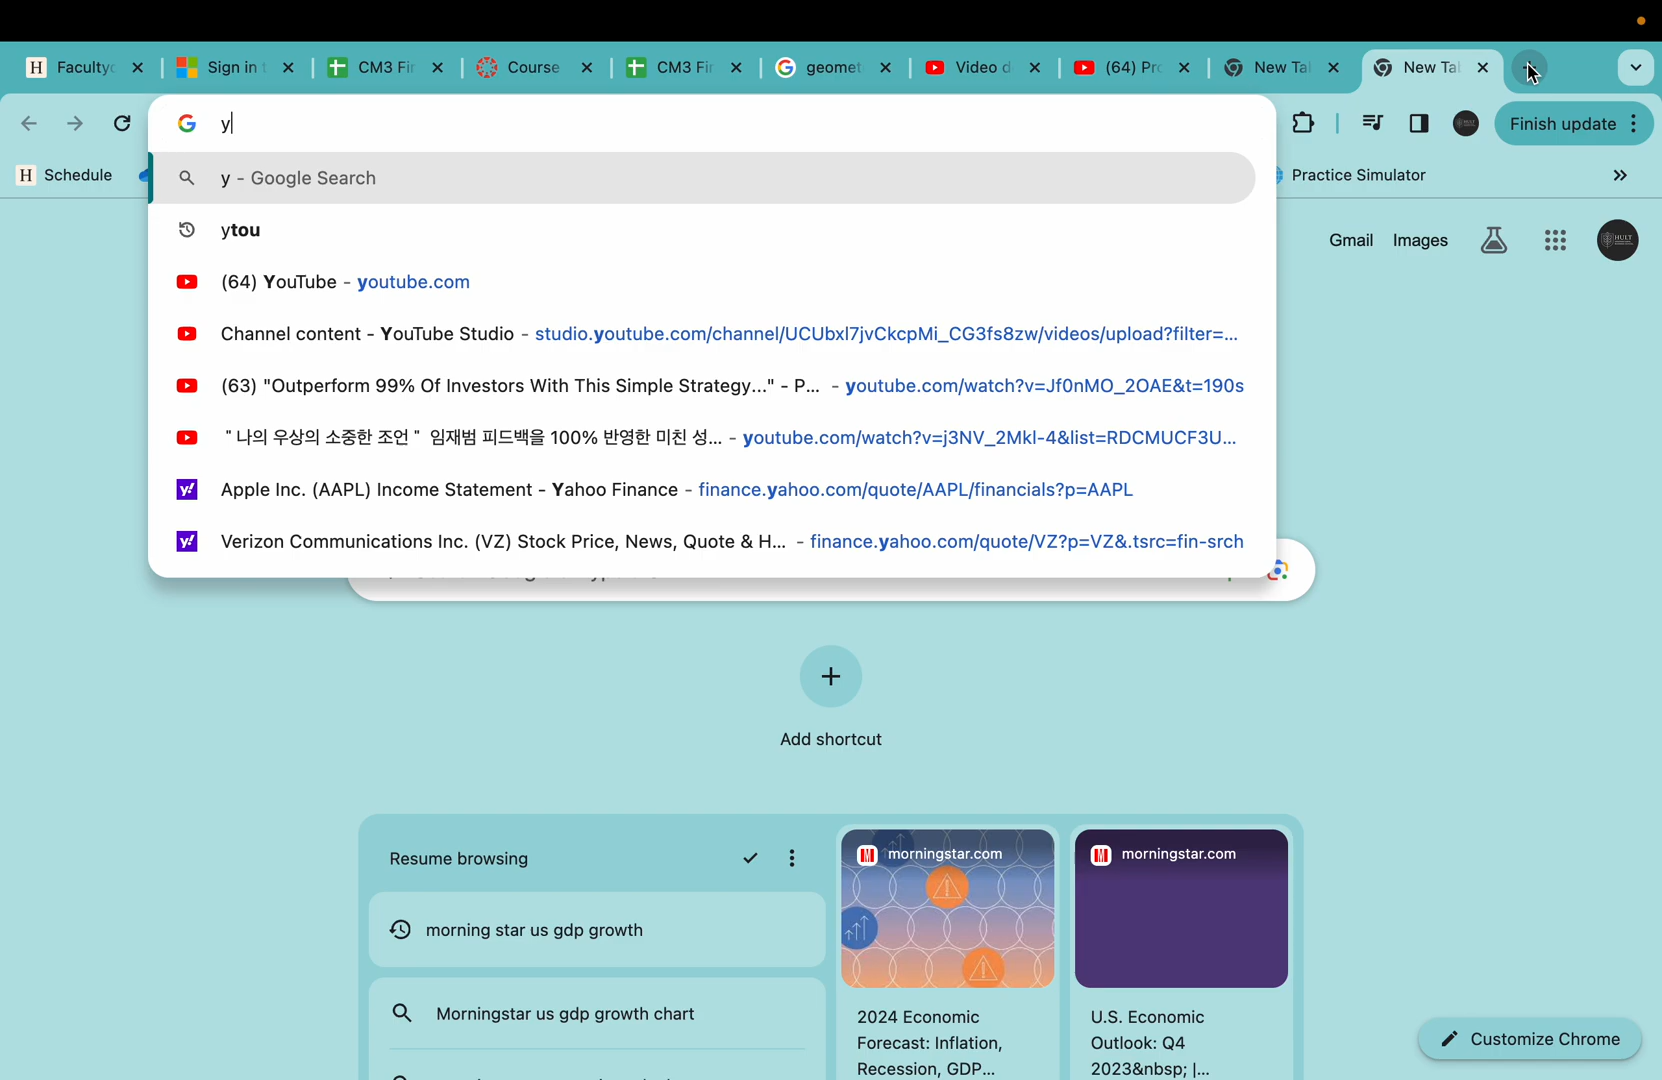 H Faculty
Sign in
CM3 Fir
Course
CM3 Fir
geomet
Video d
(64) Pr
New Ta
New Ta
y
Finish update
H Schedule
Practice Simulator
y - Google Search
ytou
Gmail Images
(64) YouTube - youtube.com
Channel content - YouTube Studio - studio.youtube.com/channel/UCUbxl7jvCkcpMi_CG3fs8zw/videos/upload?filter=...
(63) "Outperform 99% Of Investors With This Simple Strategy..." - P... - youtube.com/watch?v=Jf0nMO_2OAE&t=190s
"나의 우상의 소중한 조언" 임재범 피드백을 100% 반영한 미친 성... - youtube.com/watch?v=j3NV_2Mkl-4&list=RDCMUCF3U...
Apple Inc. (AAPL) Income Statement - Yahoo Finance - finance.yahoo.com/quote/AAPL/financials?p=AAPL
Verizon Communications Inc. (VZ) Stock Price, News, Quote & H... - finance.yahoo.com/quote/VZ?p=VZ&.tsrc=fin-srch
Add shortcut
Resume browsing
morning star us gdp growth
Morningstar us gdp growth chart
morningstar.com
2024 Economic
Forecast: Inflation,
Recession, GDP...
morningstar.com
U.S. Economic
Outlook: Q4
2023&nbsp; |...
Customize Chrome